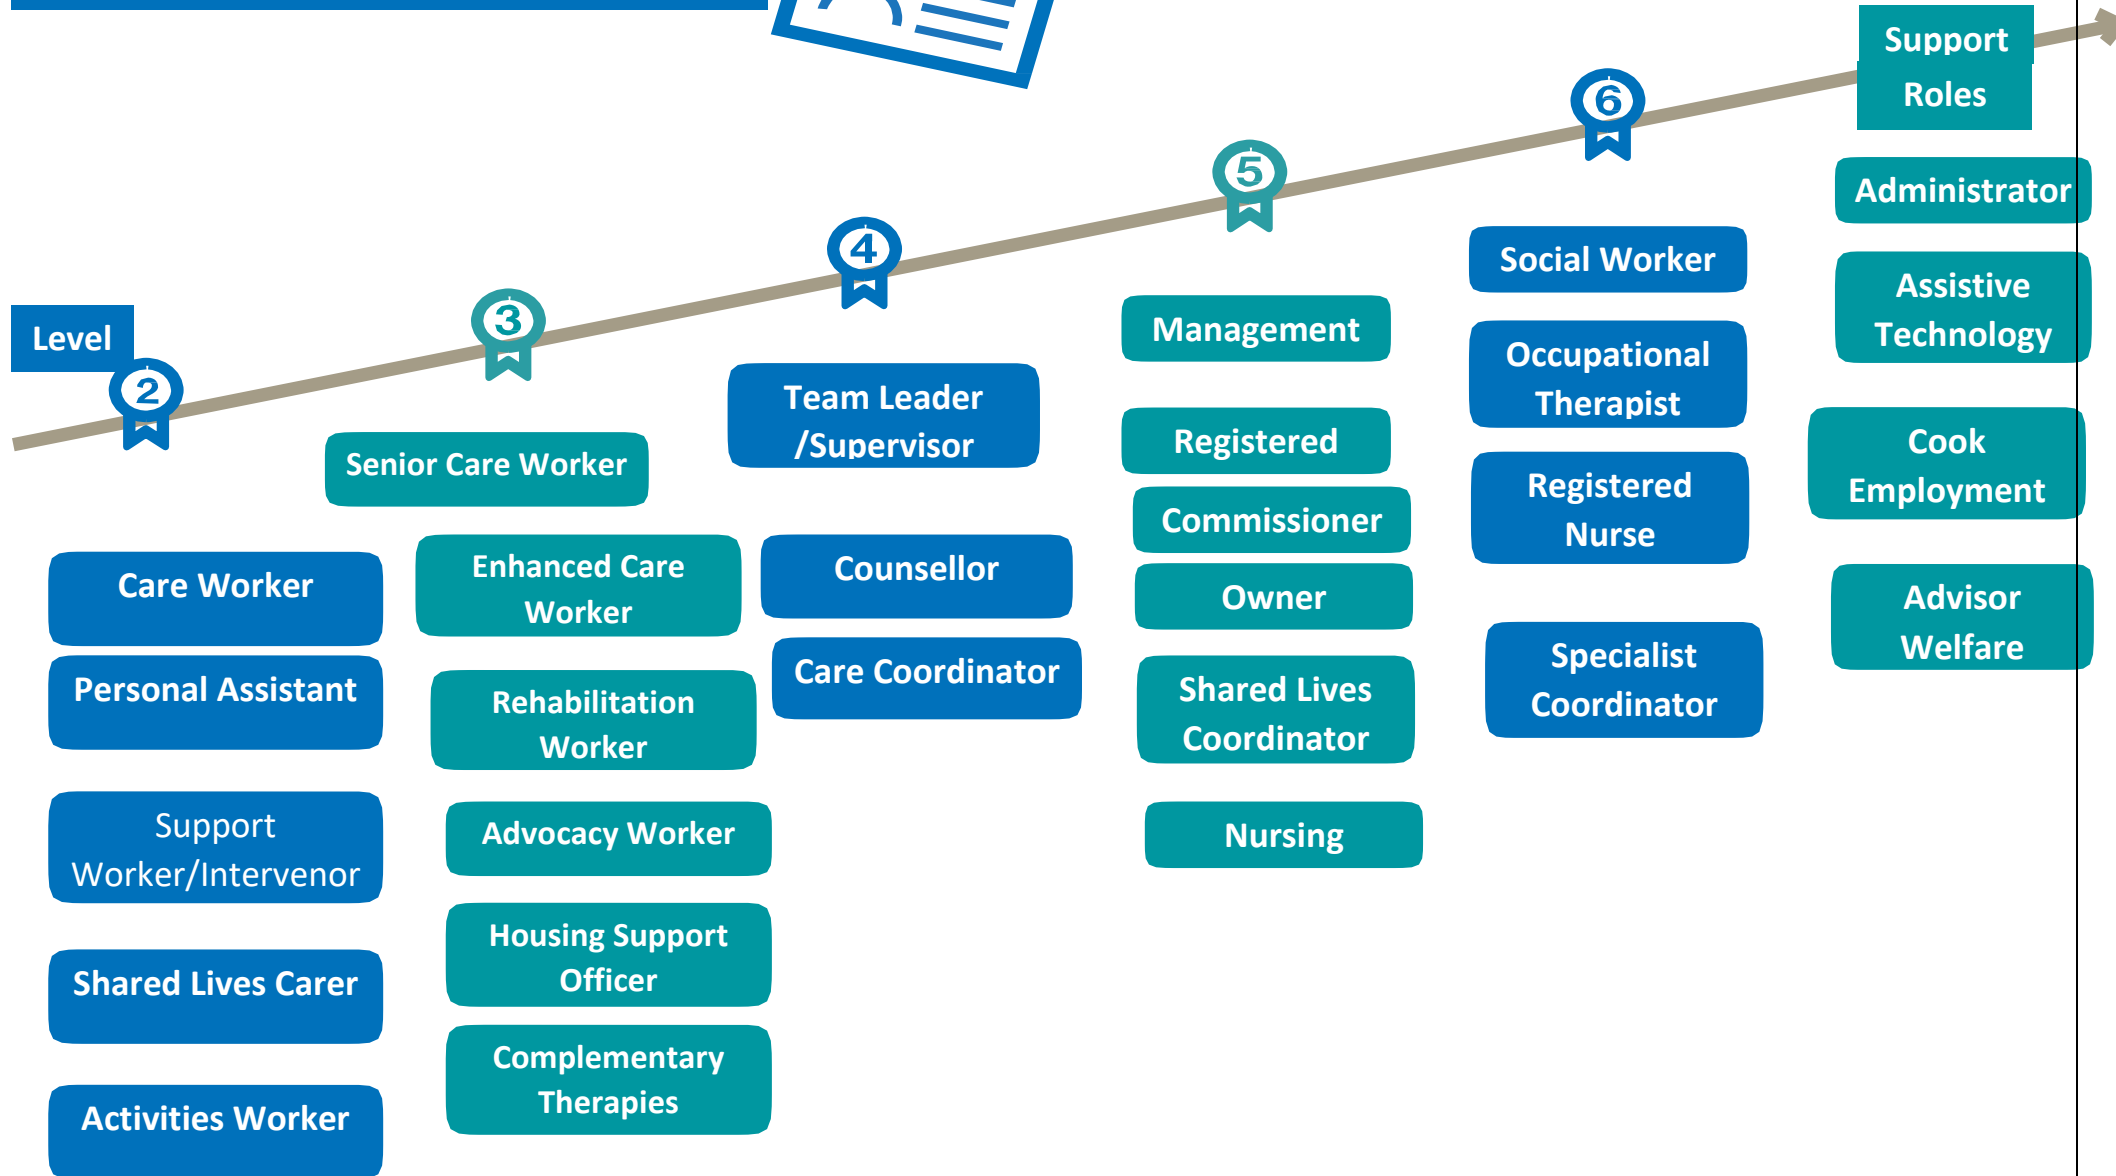 Level
2
Care Worker
Personal Assistant
Support
Worker/Intervenor
Shared Lives Carer
Activities Worker
3
Senior Care Worker
Enhanced Care
Worker
Rehabilitation
Worker
Advocacy Worker
Housing Support
Officer
Complementary
Therapies
4
Team Leader
/Supervisor
Counsellor
Care Coordinator
5
Management
Registered
Commissioner
Owner
Shared Lives
Coordinator
Nursing
6
Social Worker
Occupational
Therapist
Registered
Nurse
Specialist
Coordinator
Support
Roles
Administrator
Assistive
Technology
Cook
Employment
Advisor
Welfare